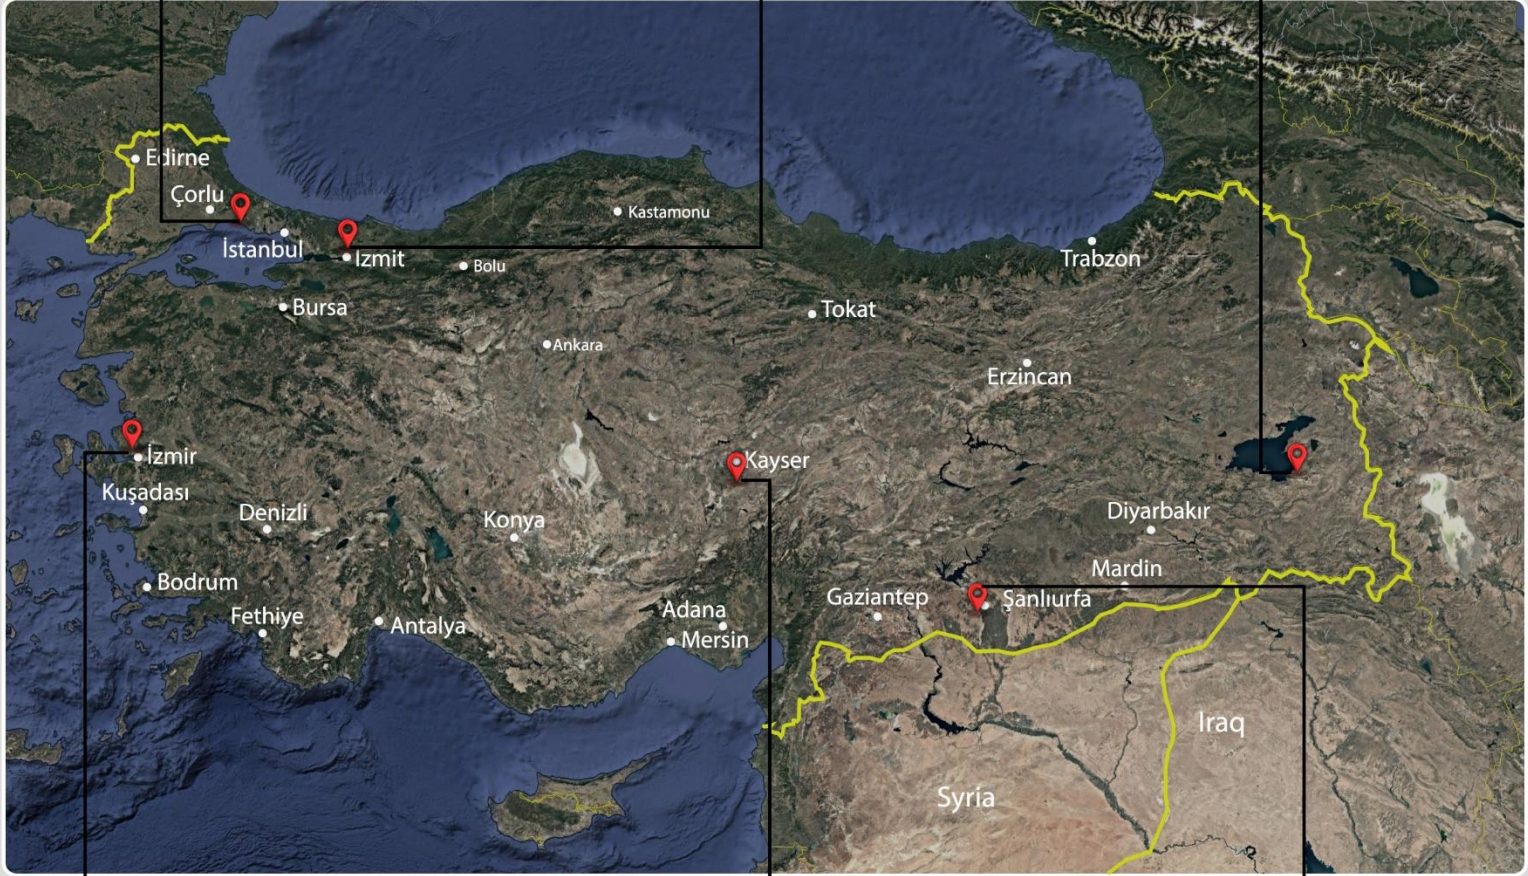 Edirne
Çorlu
Kastamonu
İstanbul
Izmit
Bolu
Trabzon
Bursa
Tokat
Ankara
Erzincan
İzmir
Kayser
Kuşadası
Denizli
Konya
Diyarbakır
Bodrum
Mardin
Fethiye
Antalya
Adana
Mersin
Gaziantep
Şanlıurfa
Iraq
Syria